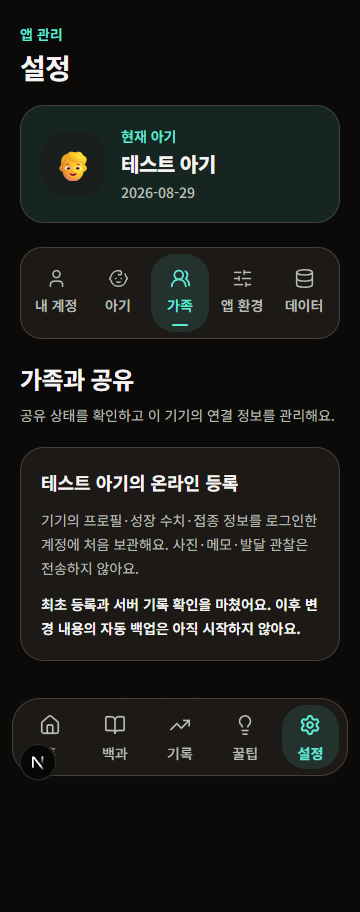 앱 관리
설정
현재 아기
테스트 아기
2026-08-29
내 계정
아기
가족
앱 환경
데이터
가족과 공유
공유 상태를 확인하고 이 기기의 연결 정보를 관리해요.
테스트 아기의 온라인 등록
기기의 프로필·성장 수치·접종 정보를 로그인한
계정에 처음 보관해요. 사진·메모·발달 관찰은
전송하지 않아요.
최초 등록과 서버 기록 확인을 마쳤어요. 이후 변
경 내용의 자동 백업은 아직 시작하지 않아요.
백과
기록
꿀팁
설정
N